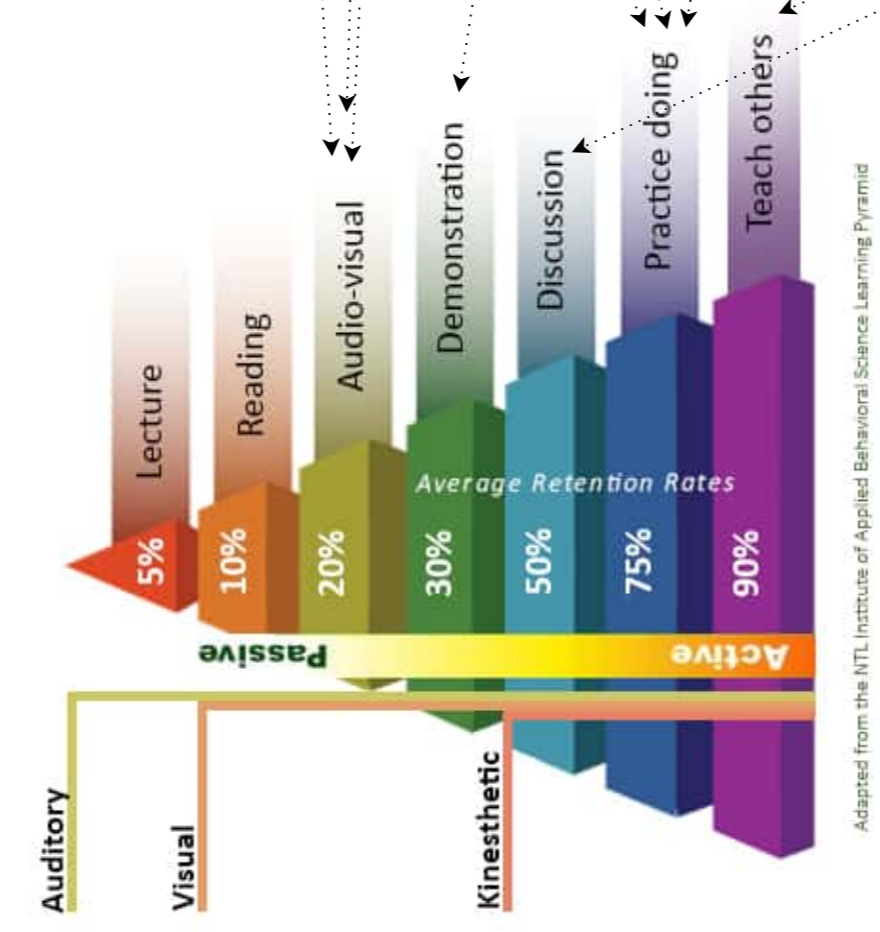 Lecture
Reading
Audio-visual
Demonstration
Discussion
Practice doing
Teach others
Average Retention Rates
5%
10%
20%
30%
50%
75%
90%
Passive
Active
Auditory
Visual
Kinesthetic
Adapted from the NTL Institute of Applied Behavioral Science Learning Pyramid